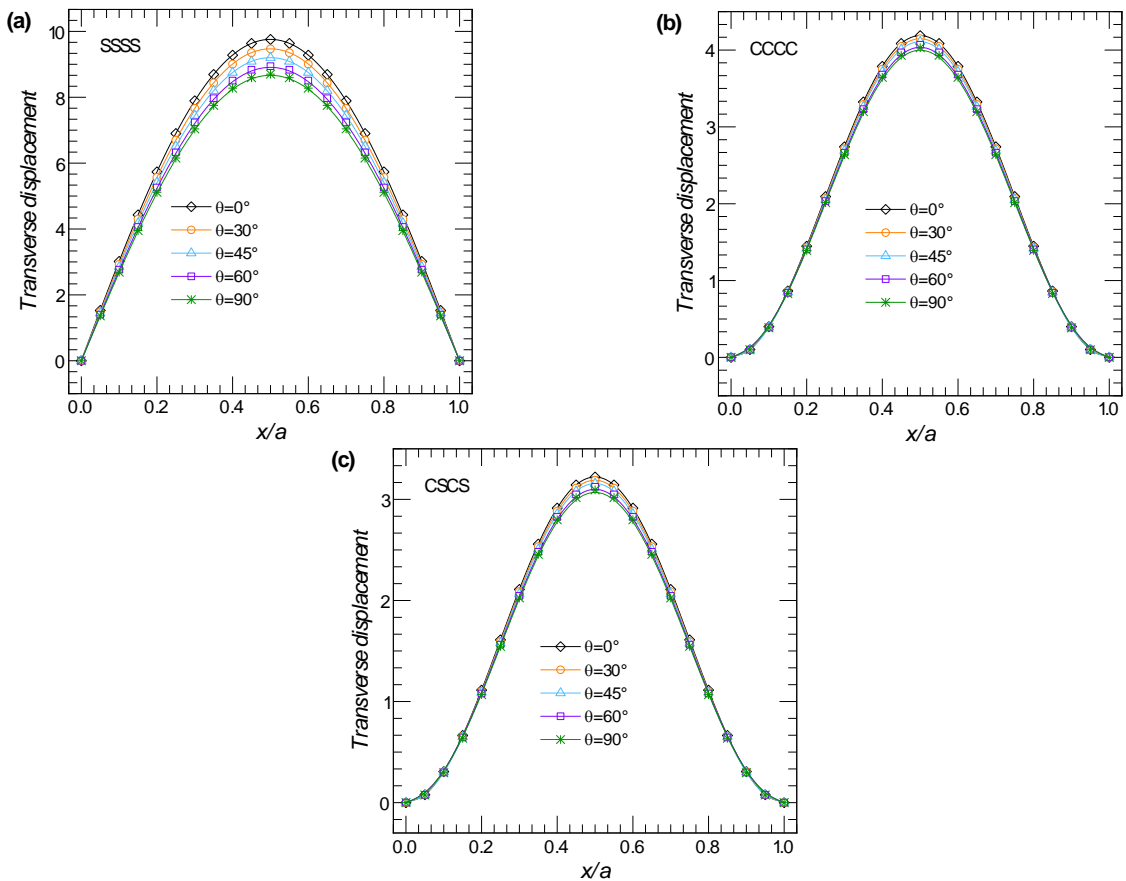 (a)
SSSS
Transverse displacement
10
8
6
4
2
0
θ=0°
θ=30°
θ=45°
θ=60°
θ=90°
0.0 0.2 0.4 0.6 0.8 1.0
x/a
(b)
CCCC
Transverse displacement
4
3
2
1
0
θ=0°
θ=30°
θ=45°
θ=60°
θ=90°
0.0 0.2 0.4 0.6 0.8 1.0
x/a
(c)
CSCS
Transverse displacement
3
2
1
0
θ=0°
θ=30°
θ=45°
θ=60°
θ=90°
0.0 0.2 0.4 0.6 0.8 1.0
x/a